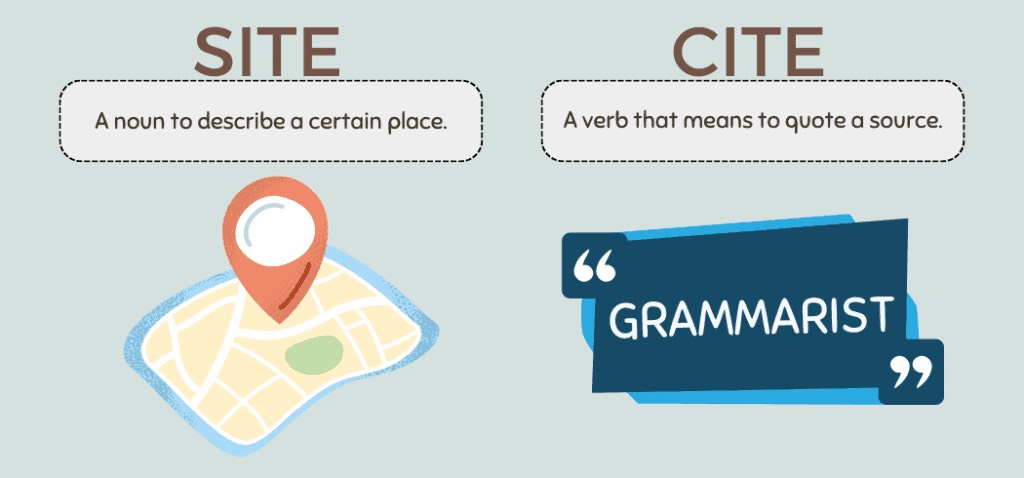 SITE
A noun to describe a certain place.
CITE
A verb that means to quote a source.
“
GRAMMARIST
”